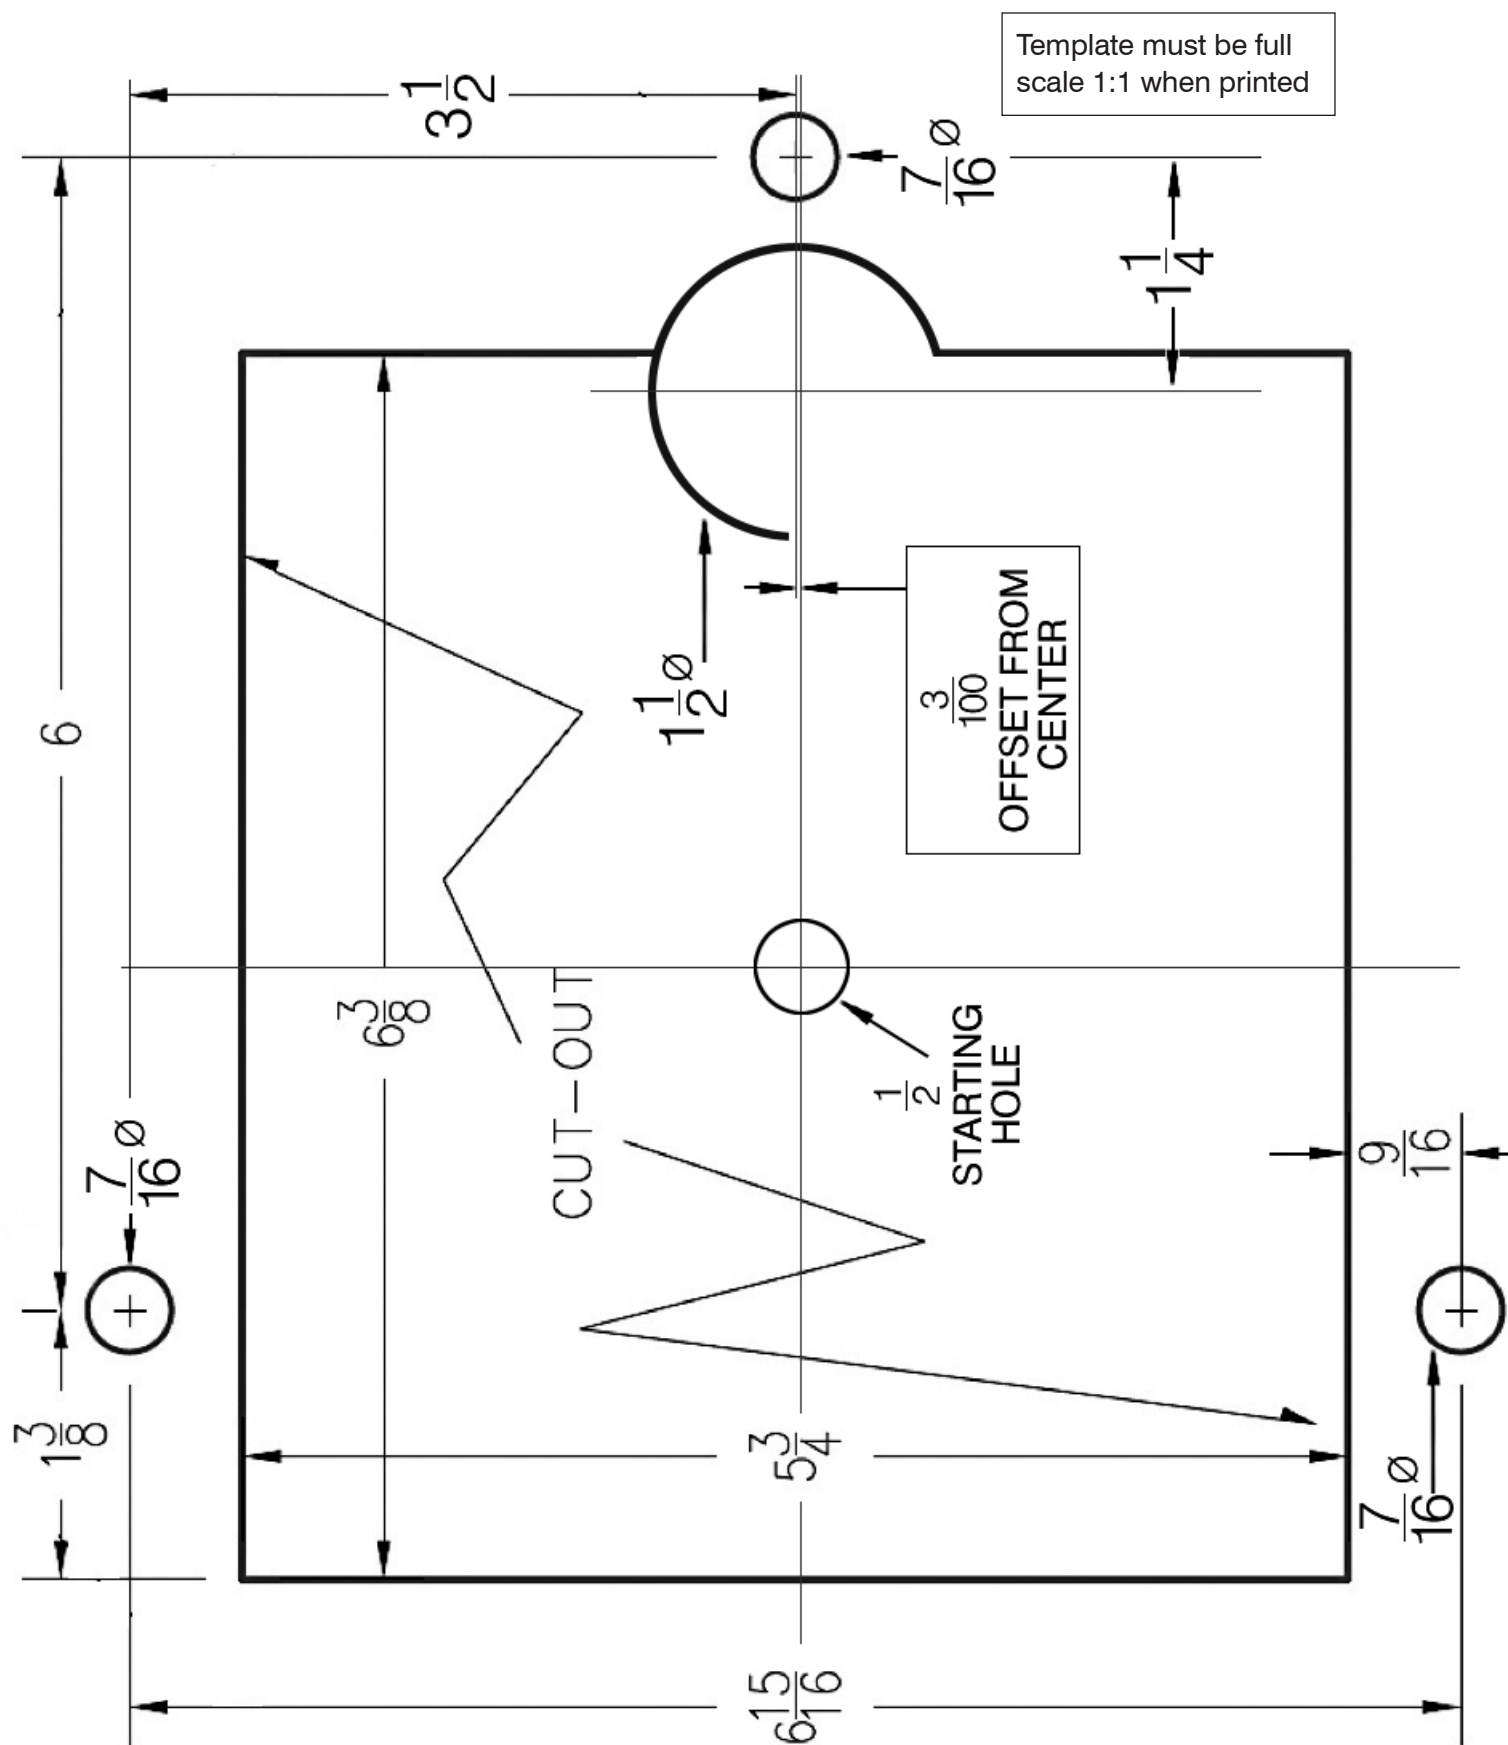 Template must be full
scale 1:1 when printed
3 1/2
7/16 Ø
1 1/4
6
1 1/2 Ø
3/100
OFFSET FROM
CENTER
6 3/8
CUT-OUT
1/2
STARTING
HOLE
7/16 Ø
9/16
1 3/8
5 3/4
7/16 Ø
6 15/16